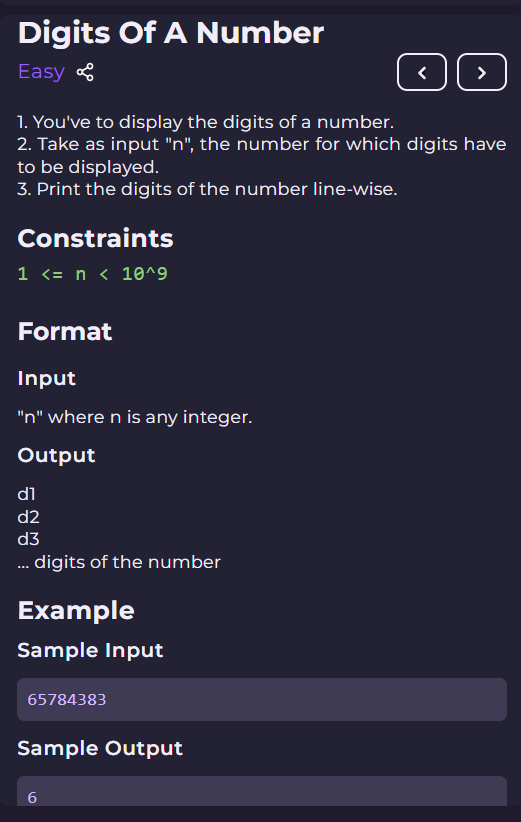 Digits Of A Number
Easy
1. You've to display the digits of a number.
2. Take as input "n", the number for which digits have
to be displayed.
3. Print the digits of the number line-wise.
Constraints
1 <= n < 10^9
Format
Input
"n" where n is any integer.
Output
d1
d2
d3
... digits of the number
Example
Sample Input
65784383
Sample Output
6